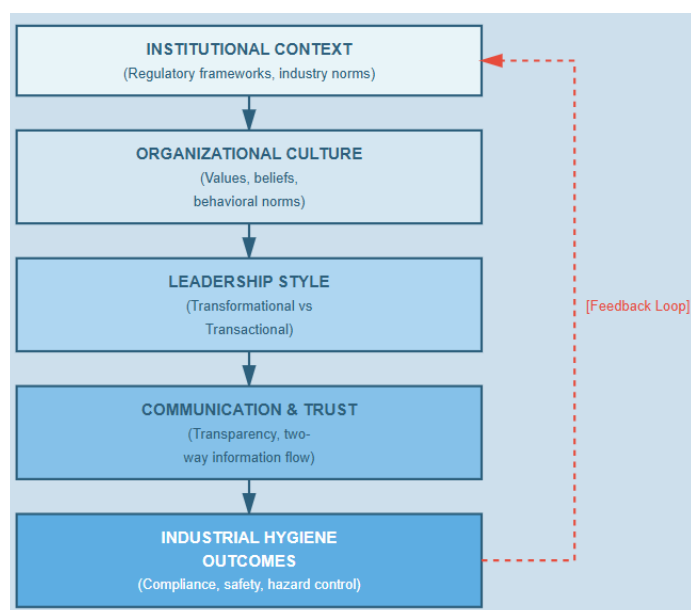 INSTITUTIONAL CONTEXT
(Regulatory frameworks, industry norms)
ORGANIZATIONAL CULTURE
(Values, beliefs,
behavioral norms)
LEADERSHIP STYLE
(Transformational vs
Transactional)
[Feedback Loop]
COMMUNICATION & TRUST
(Transparency, two-
way information flow)
INDUSTRIAL HYGIENE
OUTCOMES
(Compliance, safety, hazard control)